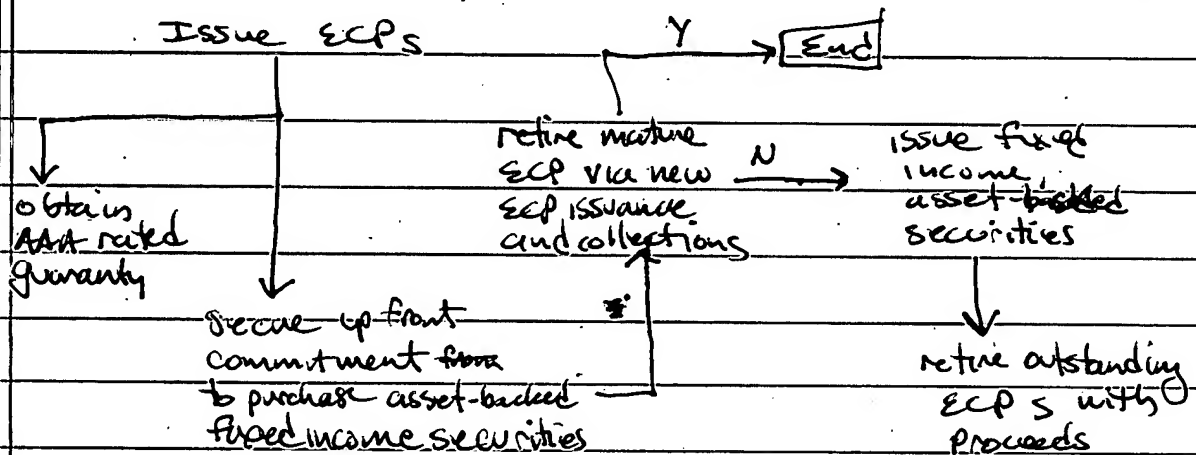 Issue ECPs
Y
End
obtain
AAA rated
guaranty
secure up front
commitment from
to purchase asset-backed
fixed income securities
retire mature
ECP via new
ECP issuance
and collections
N
issue fixed
income,
asset-backed
securities
retire outstanding
ECPs with
proceeds